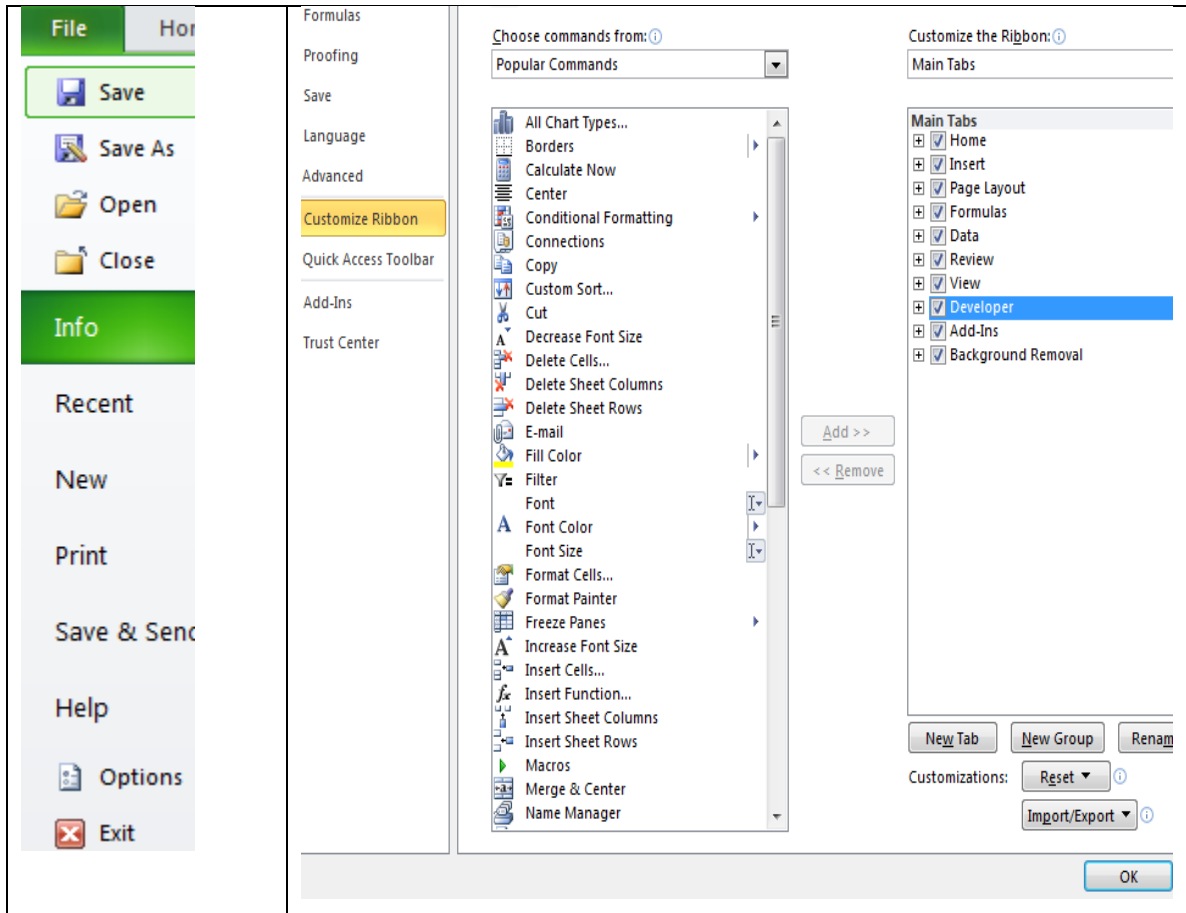 File Hor
Save
Save As
Open
Close
Info
Recent
New
Print
Save & Send
Help
Options
Exit
Formulas
Proofing
Save
Language
Advanced
Customize Ribbon
Quick Access Toolbar
Add-Ins
Trust Center
Choose commands from:
Popular Commands
All Chart Types...
Borders
Calculate Now
Center
Conditional Formatting
Connections
Copy
Custom Sort...
Cut
Decrease Font Size
Delete Cells...
Delete Sheet Columns
Delete Sheet Rows
E-mail
Fill Color
Filter
Font
Font Color
Font Size
Format Cells...
Format Painter
Freeze Panes
Increase Font Size
Insert Cells...
Insert Function...
Insert Sheet Columns
Insert Sheet Rows
Macros
Merge & Center
Name Manager
Add >>
<< Remove
Customize the Ribbon:
Main Tabs
Main Tabs
Home
Insert
Page Layout
Formulas
Data
Review
View
Developer
Add-Ins
Background Removal
New Tab New Group Renam
Customizations: Reset
Import/Export
OK